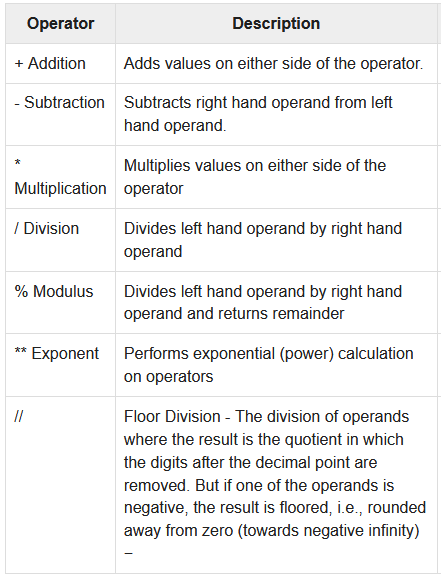 Operator Description
+ Addition Adds values on either side of the operator.
- Subtraction Subtracts right hand operand from left
hand operand.
* Multiplies values on either side of the
Multiplication operator
/ Division Divides left hand operand by right hand
operand
% Modulus Divides left hand operand by right hand
operand and returns remainder
** Exponent Performs exponential (power) calculation
on operators
// Floor Division - The division of operands
where the result is the quotient in which
the digits after the decimal point are
removed. But if one of the operands is
negative, the result is floored, i.e., rounded
away from zero (towards negative infinity)
–